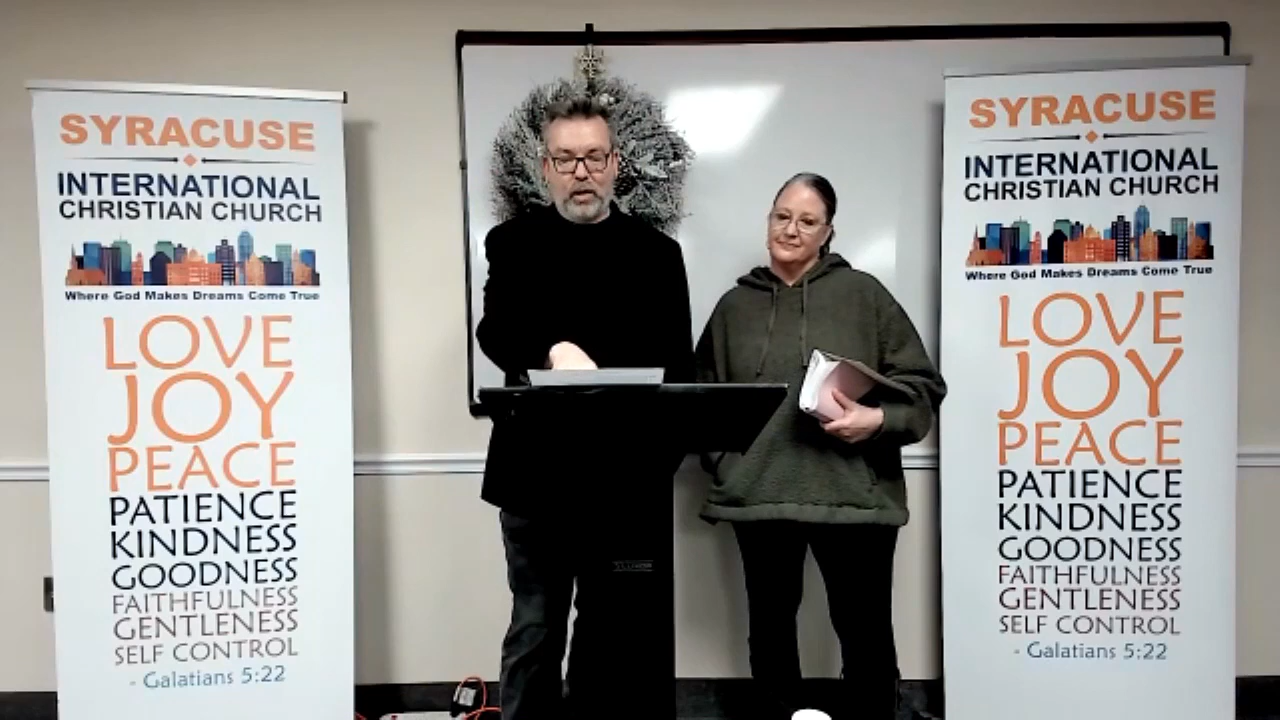 SYRACUSE
INTERNATIONAL
CHRISTIAN CHURCH
Where God Makes Dreams Come True
LOVE
JOY
PEACE
PATIENCE
KINDNESS
GOODNESS
FAITHFULNESS
GENTLENESS
SELF CONTROL
- Galatians 5:22
SYRACUSE
INTERNATIONAL
CHRISTIAN CHURCH
Where God Makes Dreams Come True
LOVE
JOY
PEACE
PATIENCE
KINDNESS
GOODNESS
FAITHFULNESS
GENTLENESS
SELF CONTROL
- Galatians 5:22